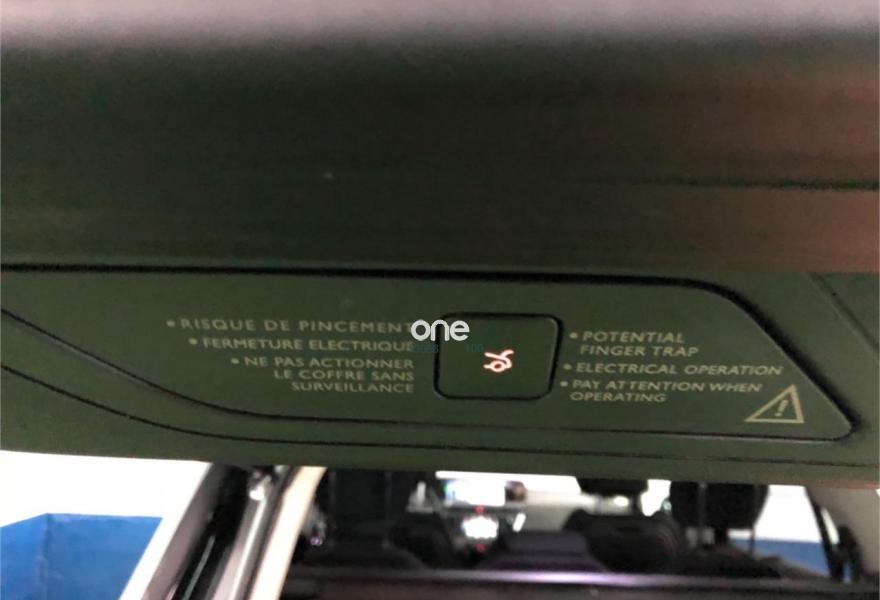 • RISQUE DE PINCEMENT
• FERMETURE ELECTRIQUE
• NE PAS ACTIONNER
LE COFFRE SANS
SURVEILLANCE
one
• POTENTIAL
FINGER TRAP
• ELECTRICAL OPERATION
• PAY ATTENTION WHEN
OPERATING
!